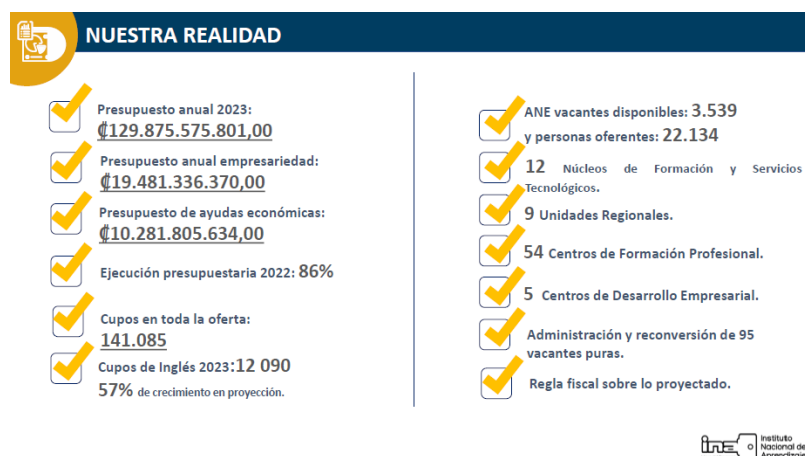 NUESTRA REALIDAD
Presupuesto anual 2023:
₡129.875.575.801,00
Presupuesto anual empresariedad:
₡19.481.336.370,00
Presupuesto de ayudas económicas:
₡10.281.805.634,00
Ejecución presupuestaria 2022: 86%
Cupos en toda la oferta:
141.085
Cupos de Inglés 2023:12 090
57% de crecimiento en proyección.
ANE vacantes disponibles: 3.539
y personas oferentes: 22.134
12 Núcleos de Formación y Servicios
Tecnológicos.
9 Unidades Regionales.
54 Centros de Formación Profesional.
5 Centros de Desarrollo Empresarial.
Administración y reconversión de 95
vacantes puras.
Regla fiscal sobre lo proyectado.
ina
Instituto
Nacional de
Aprendizaje